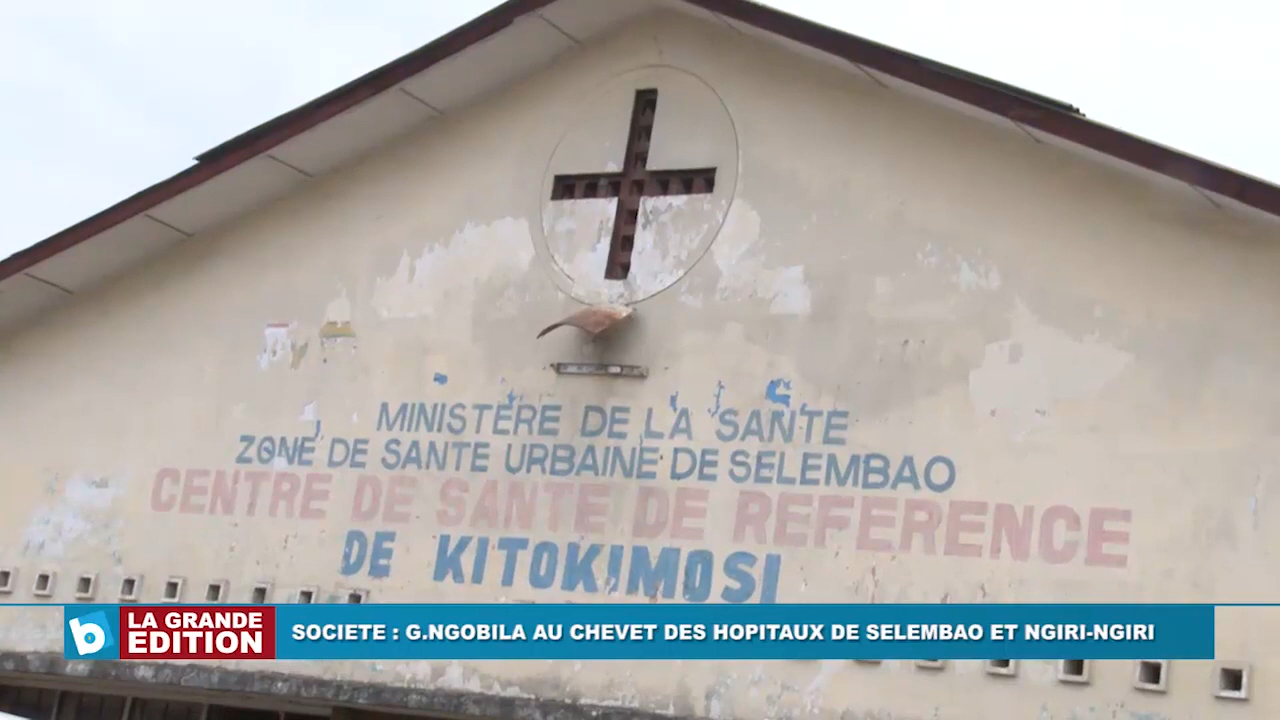 MINISTERE DE LA SANTE
ZONE DE SANTE URBAINE DE SELEMBAO
CENTRE DE SANTE DE REFERENCE
DE KITOKIMOSI
b
LA GRANDE
EDITION
SOCIETE : G.NGOBILA AU CHEVET DES HOPITAUX DE SELEMBAO ET NGIRI-NGIRI